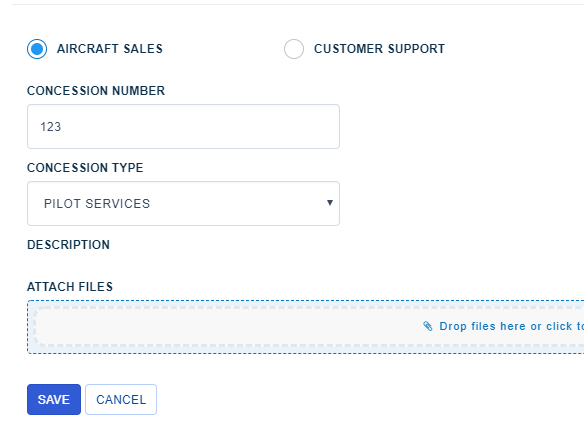 AIRCRAFT SALES CUSTOMER SUPPORT
CONCESSION NUMBER
123
CONCESSION TYPE
PILOT SERVICES
DESCRIPTION
ATTACH FILES
Drop files here or click to
SAVE CANCEL